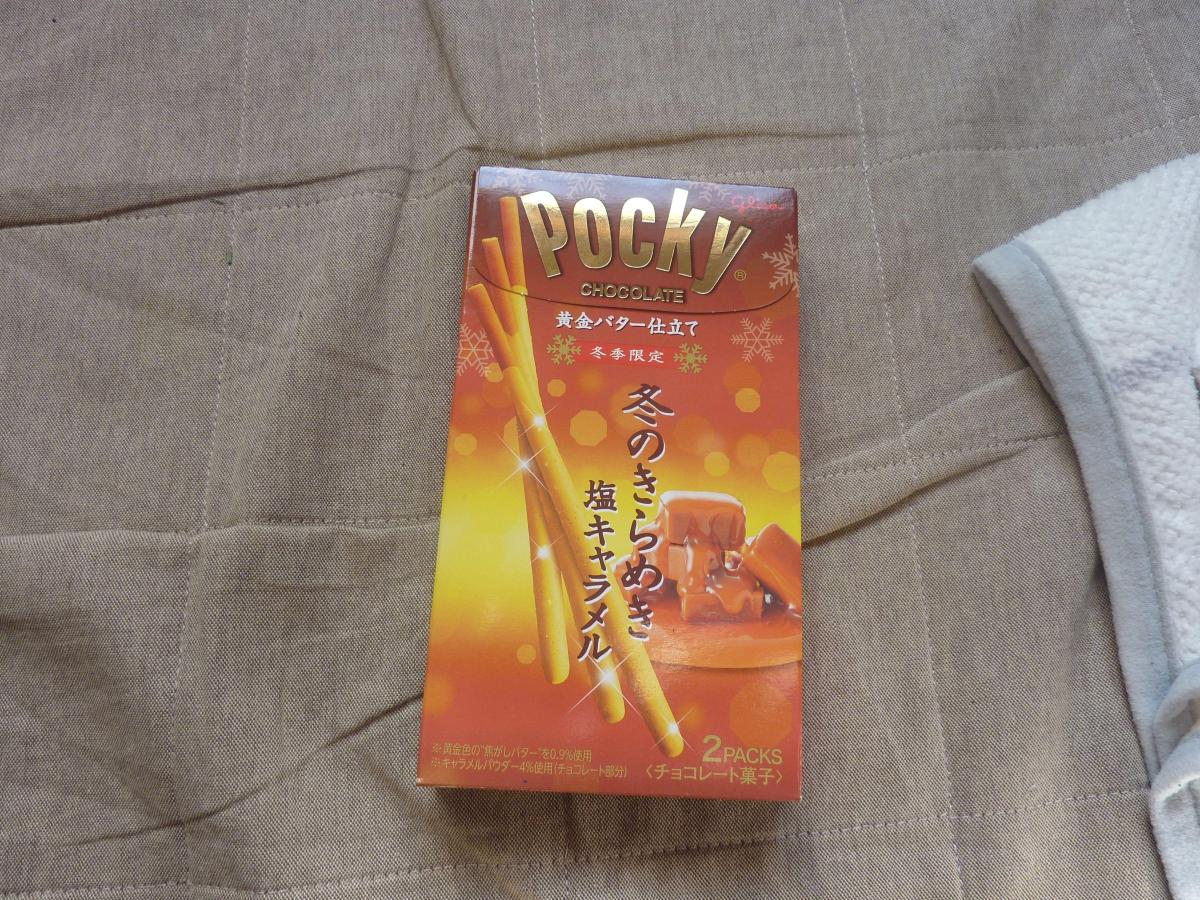 glico
Pocky®
CHOCOLATE
黄金バター仕立て
冬季限定
冬のきらめき
塩キャラメル
※黄金色の"焦がしバター"を0.9%使用
※キャラメルパウダー4%使用(チョコレート部分)
2PACKS
〈チョコレート菓子〉